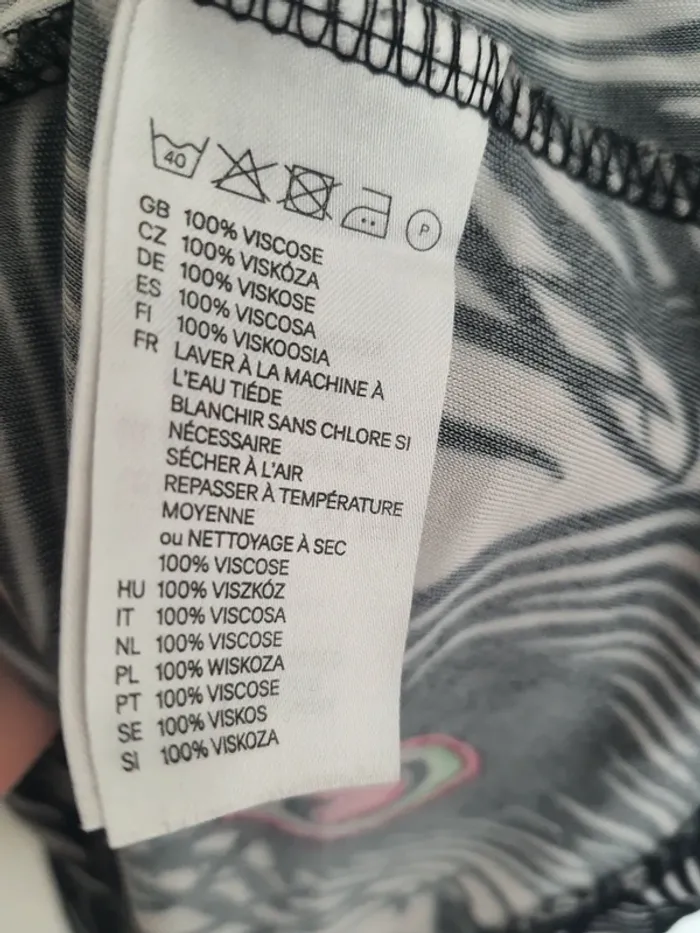 40
P
GB 100% VISCOSE
CZ 100% VISKÓZA
DE 100% VISKOSE
ES 100% VISCOSA
FI 100% VISKOOSIA
FR LAVER À LA MACHINE À
L'EAU TIÉDE
BLANCHIR SANS CHLORE SI
NÉCESSAIRE
SÉCHER À L'AIR
REPASSER À TEMPÉRATURE
MOYENNE
ou NETTOYAGE À SEC
100% VISCOSE
HU 100% VISZKÓZ
IT 100% VISCOSA
NL 100% VISCOSE
PL 100% WISKOZA
PT 100% VISCOSE
SE 100% VISKOS
SI 100% VISKOZA